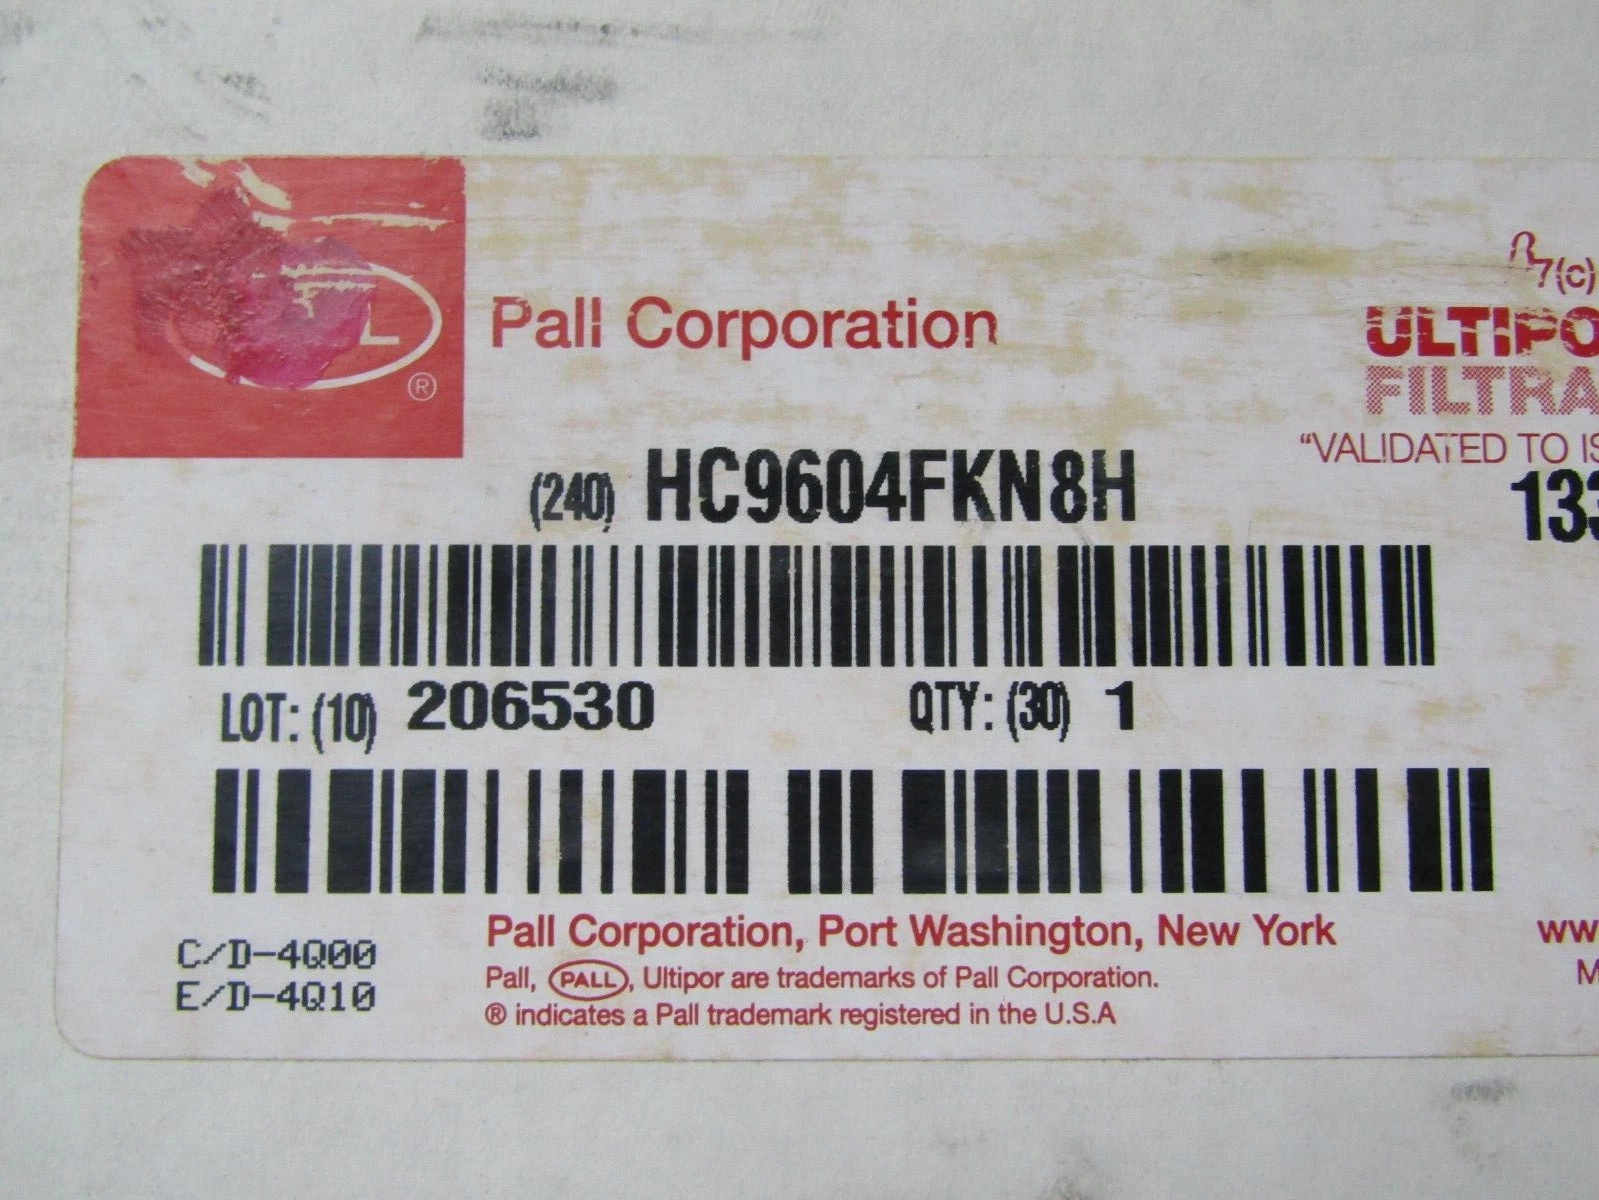 Pall Corporation
®
β7(c)
ULTIPO
FILTRA
"VALIDATED TO IS
(240) HC9604FKN8H
133
LOT: (10) 206530 QTY: (30) 1
C/D-4Q00
E/D-4Q10
Pall Corporation, Port Washington, New York
Pall, PALL, Ultipor are trademarks of Pall Corporation.
® indicates a Pall trademark registered in the U.S.A
ww
M